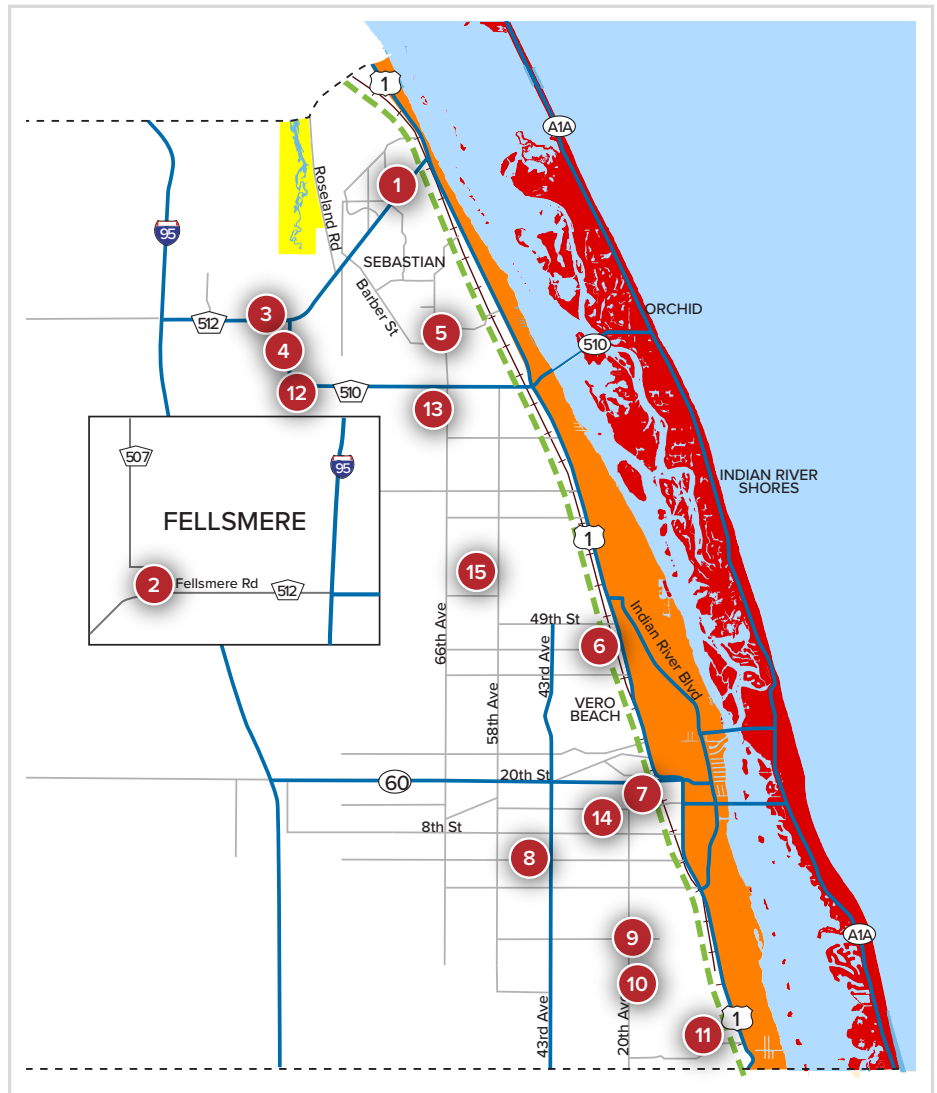 1
A1A
1
Roseland Rd
95
SEBASTIAN
Barber St
ORCHID
3
512
5
510
4
12
510
13
507
95
INDIAN RIVER
SHORES
FELLSMERE
1
15
2
Fellsmere Rd
512
49th St
66th Ave
43rd Ave
6
Indian River Blvd
58th Ave
VERO
BEACH
60
20th St
7
14
8th St
8
9
A1A
10
43rd Ave
20th Ave
1
11